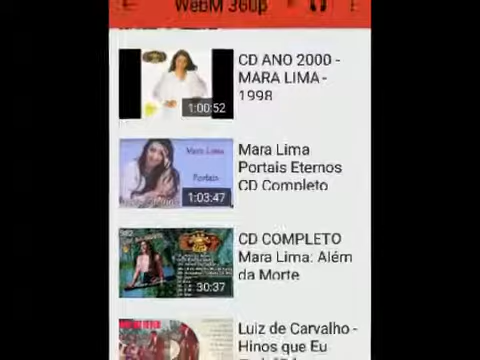 WebM 360p
CD ANO 2000 -
MARA LIMA -
1998
1:00:52
Mara Lima
Portais Eternos
CD Completo
Mara Lima
Portais
1:03:47
CD COMPLETO
Mara Lima: Além
da Morte
30:37
Luiz de Carvalho -
Hinos que Eu